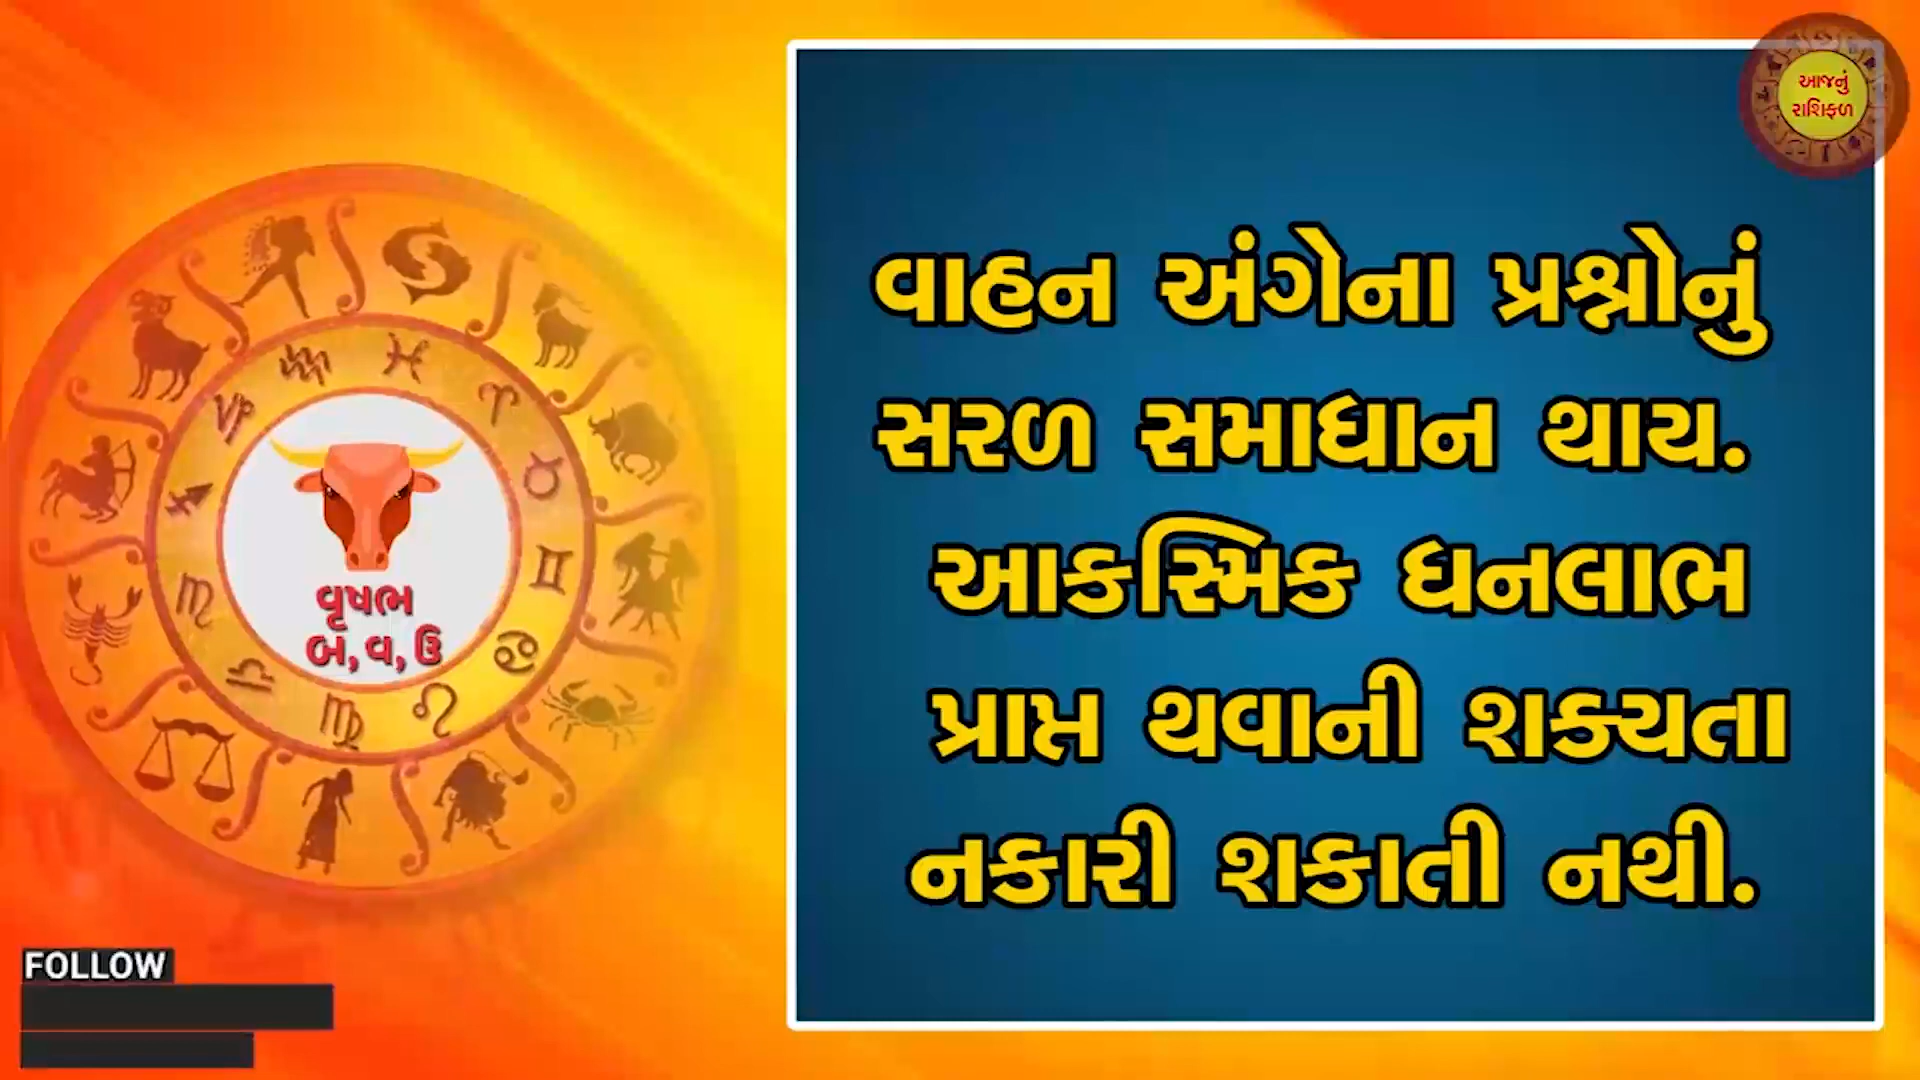 આજનું
રાશિફળ
વાહન અંગેના પ્રશ્નોનું
સરળ સમાધાન થાય.
આકસ્મિક ધનલાભ
પ્રાપ્ત થવાની શક્યતા
નકારી શકાતી નથી.
વૃષભ
બ, વ, ઉ
FOLLOW